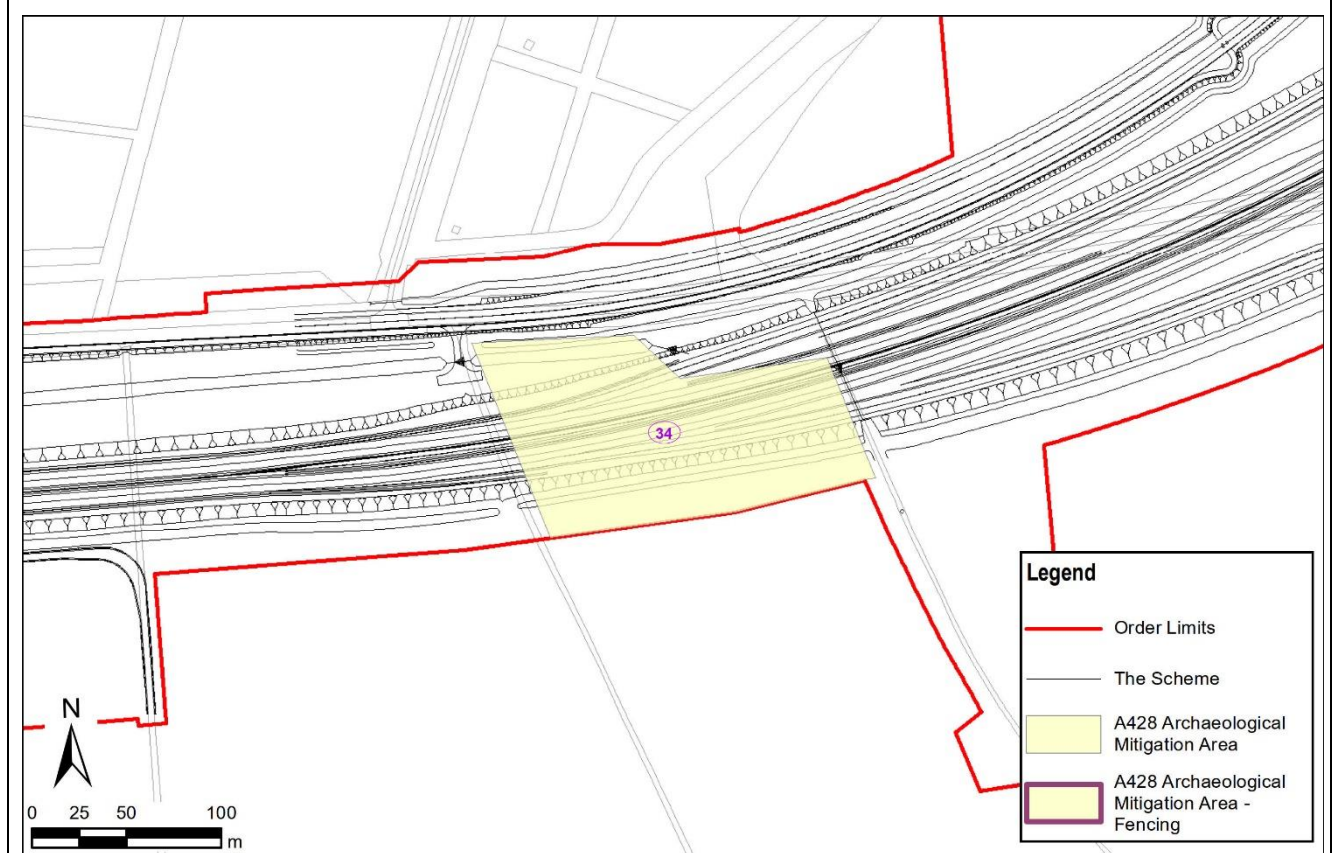 34
Legend
Order Limits
The Scheme
A428 Archaeological
Mitigation Area
A428 Archaeological
Mitigation Area -
Fencing
N
0 25 50 100
m